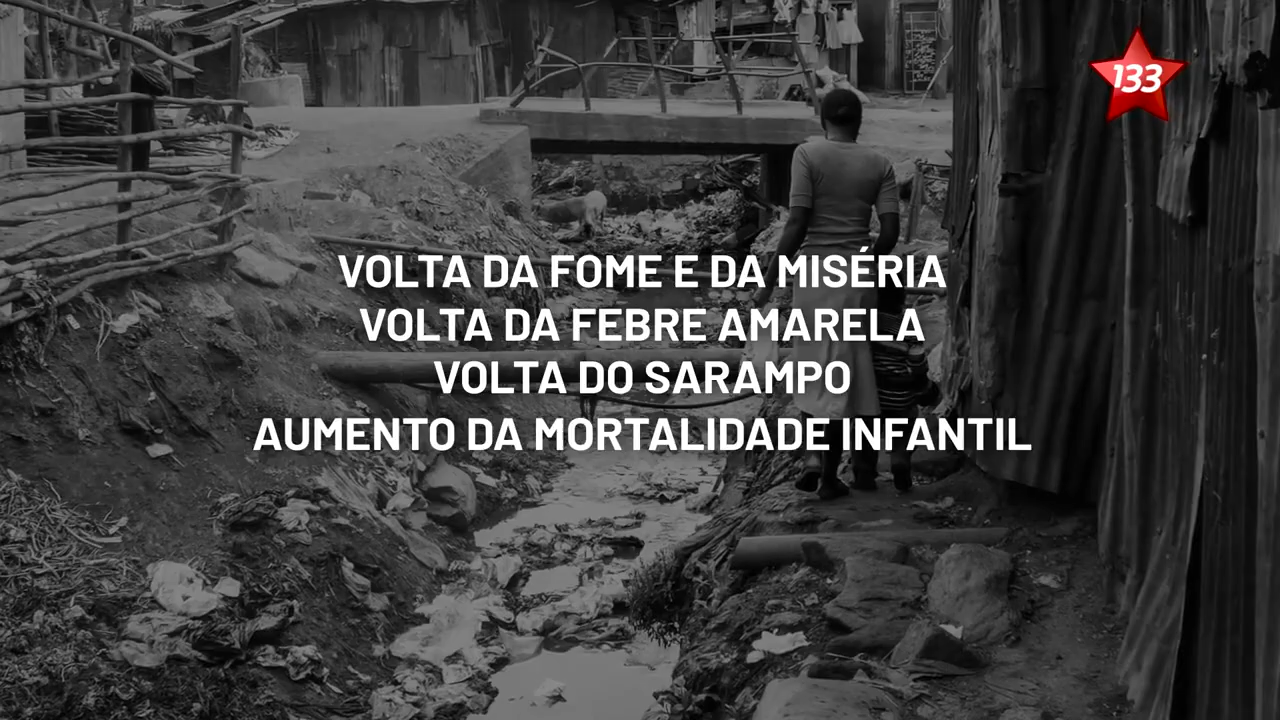 133
VOLTA DA FOME E DA MISÉRIA
VOLTA DA FEBRE AMARELA
VOLTA DO SARAMPO
AUMENTO DA MORTALIDADE INFANTIL